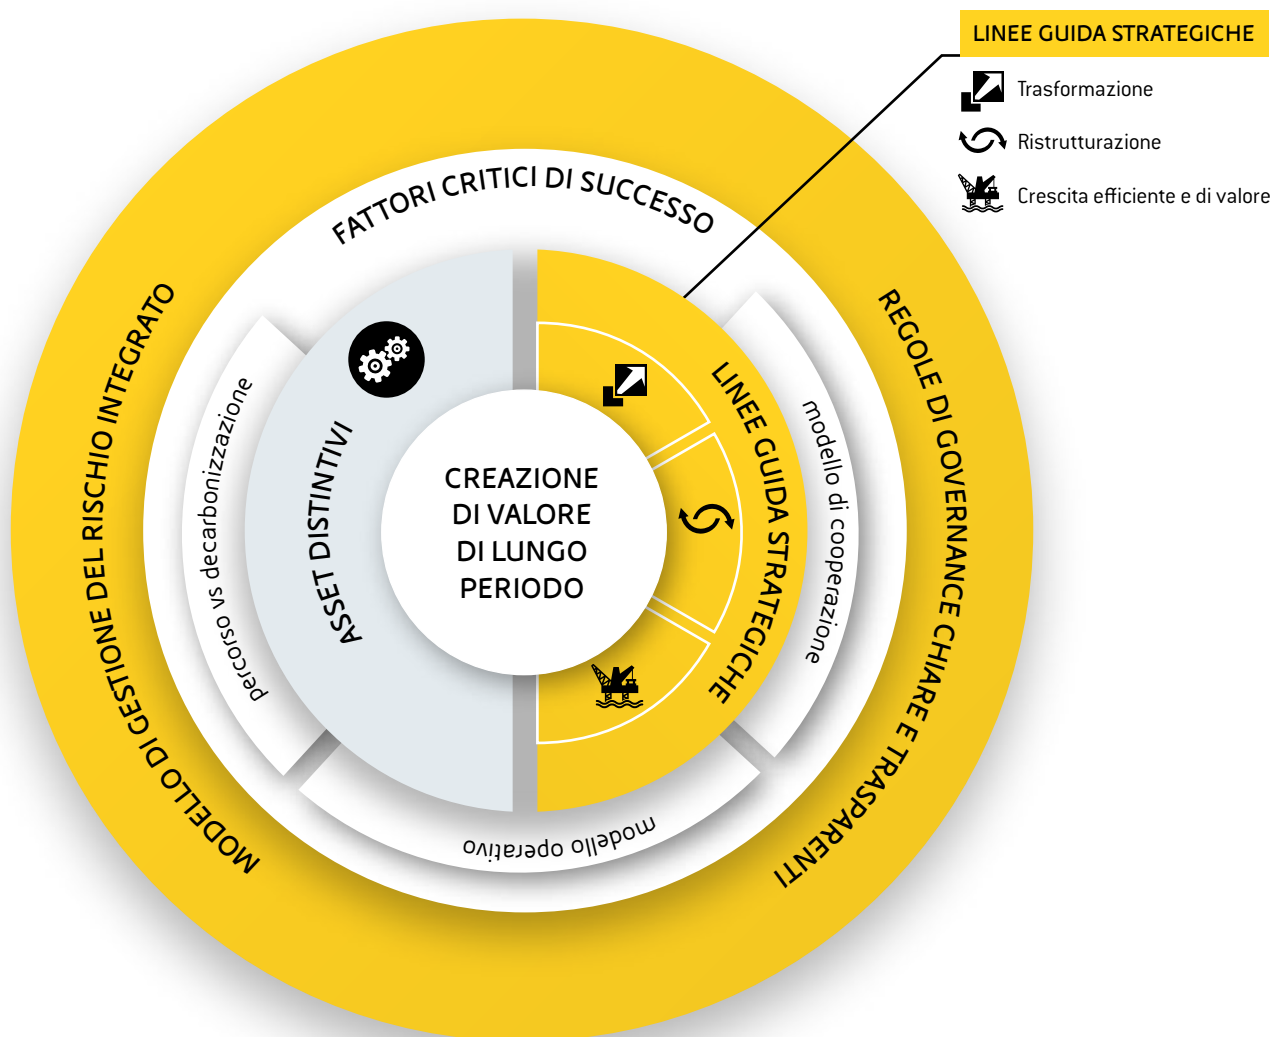 LINEE GUIDA STRATEGICHE
Trasformazione
Ristrutturazione
Crescita efficiente e di valore
FATTORI CRITICI DI SUCCESSO
MODELLO DI GESTIONE DEL RISCHIO INTEGRATO
REGOLE DI GOVERNANCE CHIARE E TRASPARENTI
percorso vs decarbonizzazione
modello di cooperazione
modello operativo
ASSET DISTINTIVI
LINEE GUIDA STRATEGICHE
CREAZIONE
DI VALORE
DI LUNGO
PERIODO